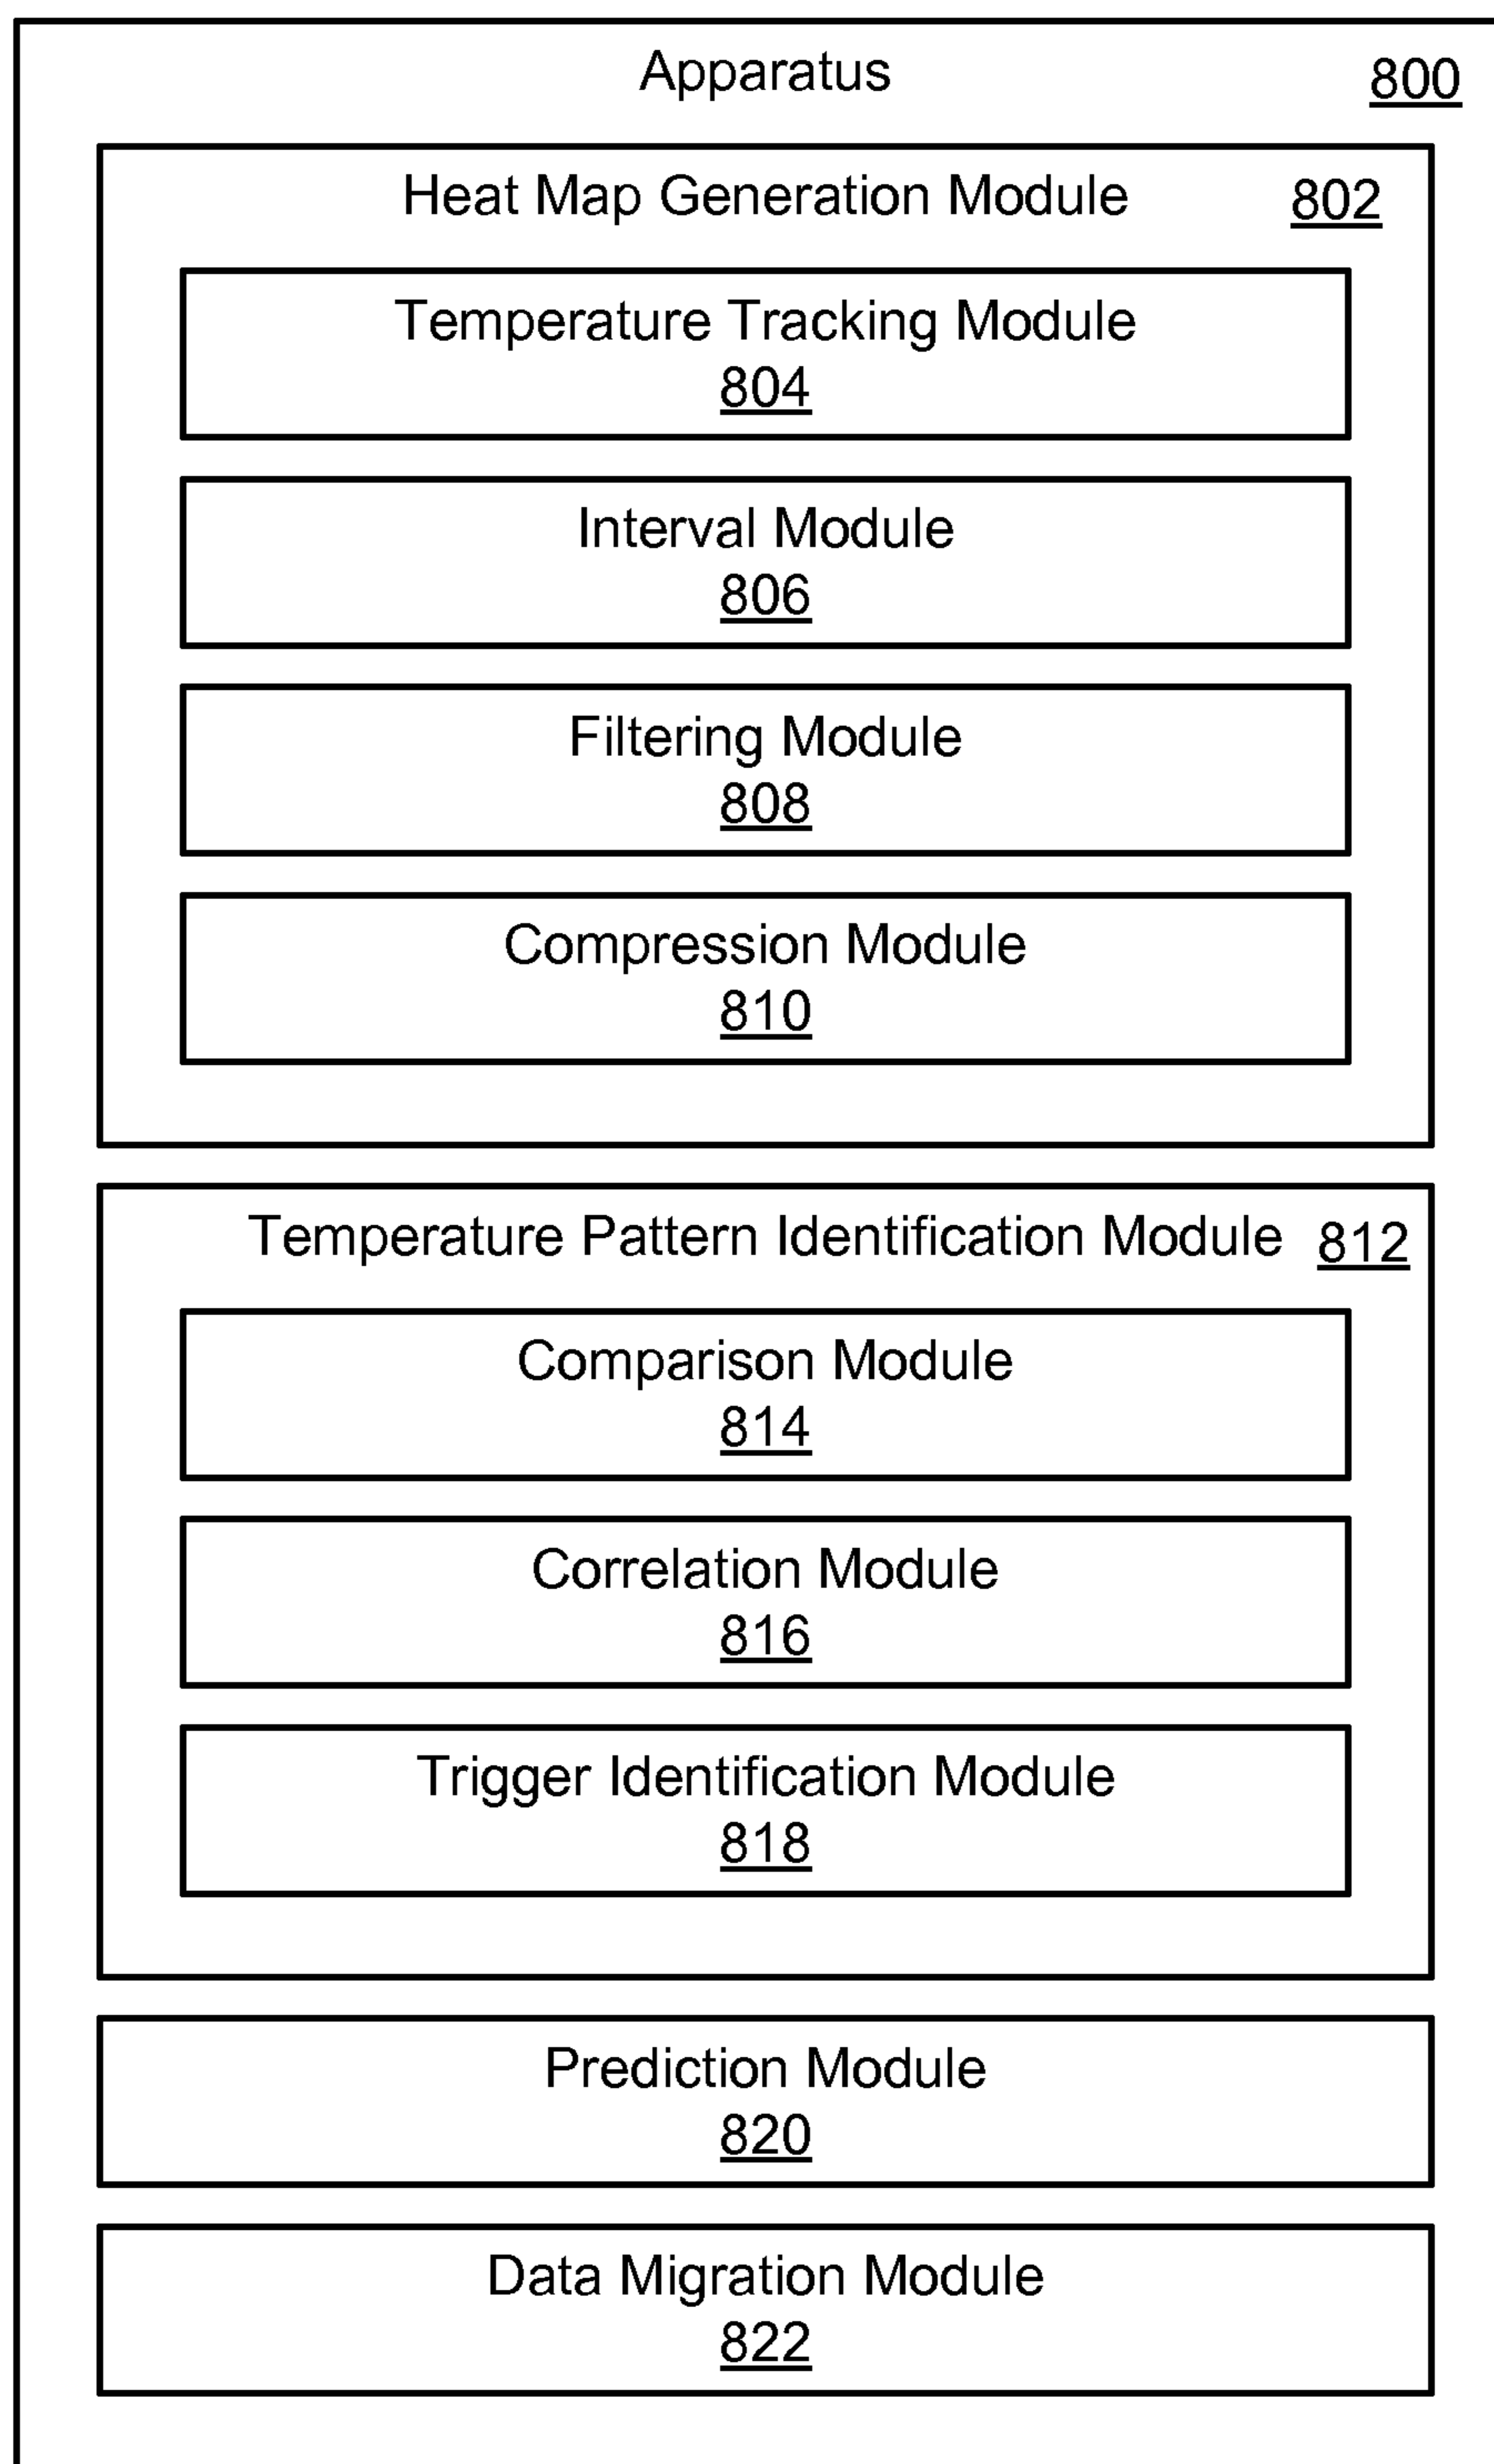 Apparatus 800
Heat Map Generation Module 802
Temperature Tracking Module
804
Interval Module
806
Filtering Module
808
Compression Module
810
Temperature Pattern Identification Module 812
Comparison Module
814
Correlation Module
816
Trigger Identification Module
818
Prediction Module
820
Data Migration Module
822